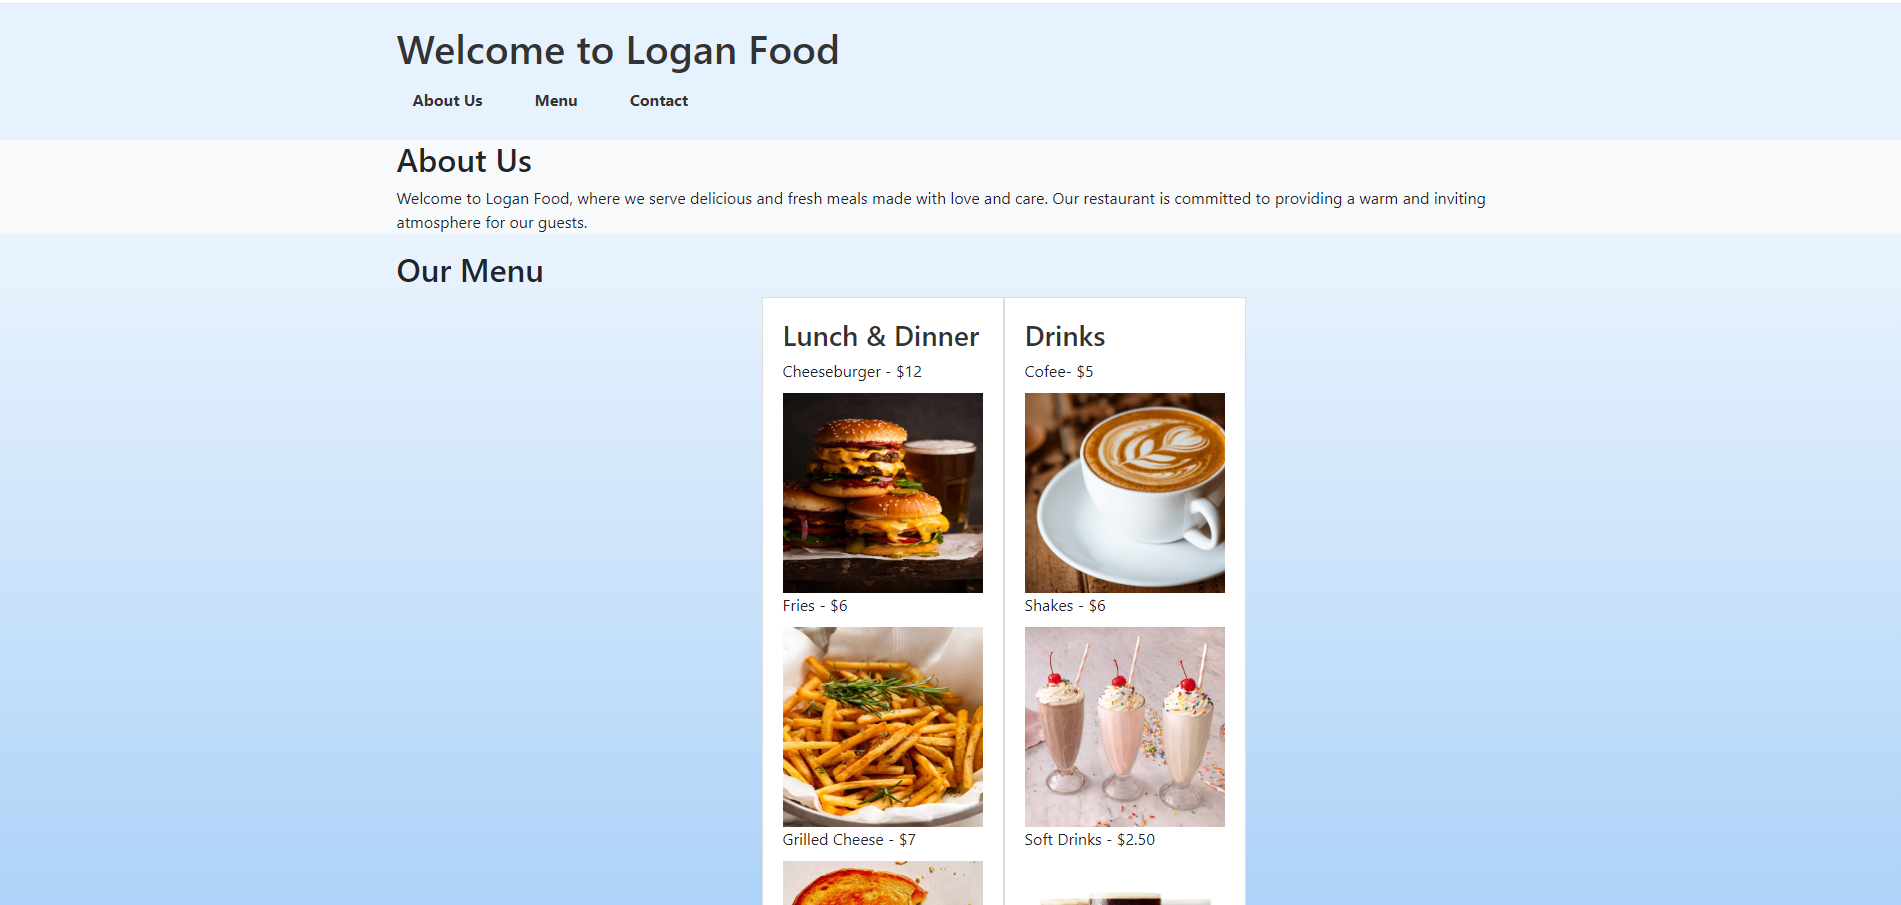 Welcome to Logan Food
About Us
Menu
Contact
About Us
Welcome to Logan Food, where we serve delicious and fresh meals made with love and care. Our restaurant is committed to providing a warm and inviting
atmosphere for our guests.
Our Menu
Lunch & Dinner
Cheeseburger - $12
Fries - $6
Grilled Cheese - $7
Drinks
Cofee- $5
Shakes - $6
Soft Drinks - $2.50